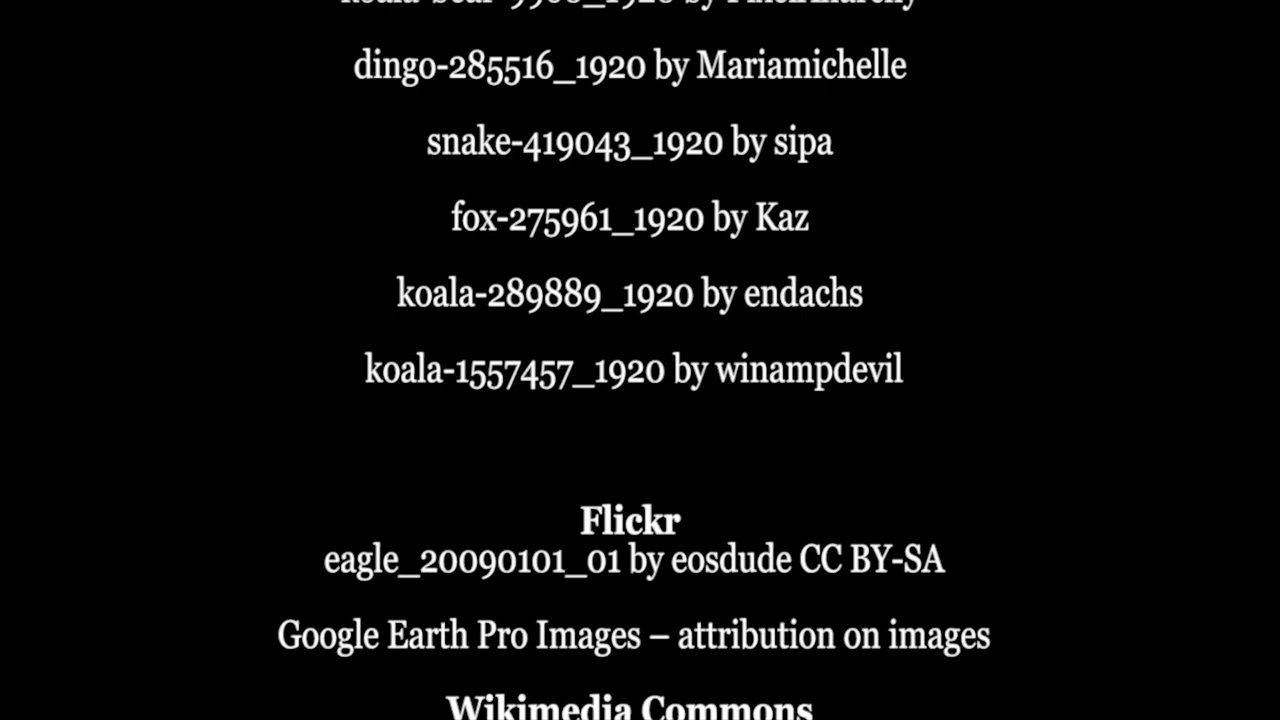 dingo-285516_1920 by Mariamichelle
snake-419043_1920 by sipa
fox-275961_1920 by Kaz
koala-289889_1920 by endachs
koala-1557457_1920 by winampdevil
Flickr
eagle_20090101_01 by eosdude CC BY-SA
Google Earth Pro Images – attribution on images
Wikimedia Commons